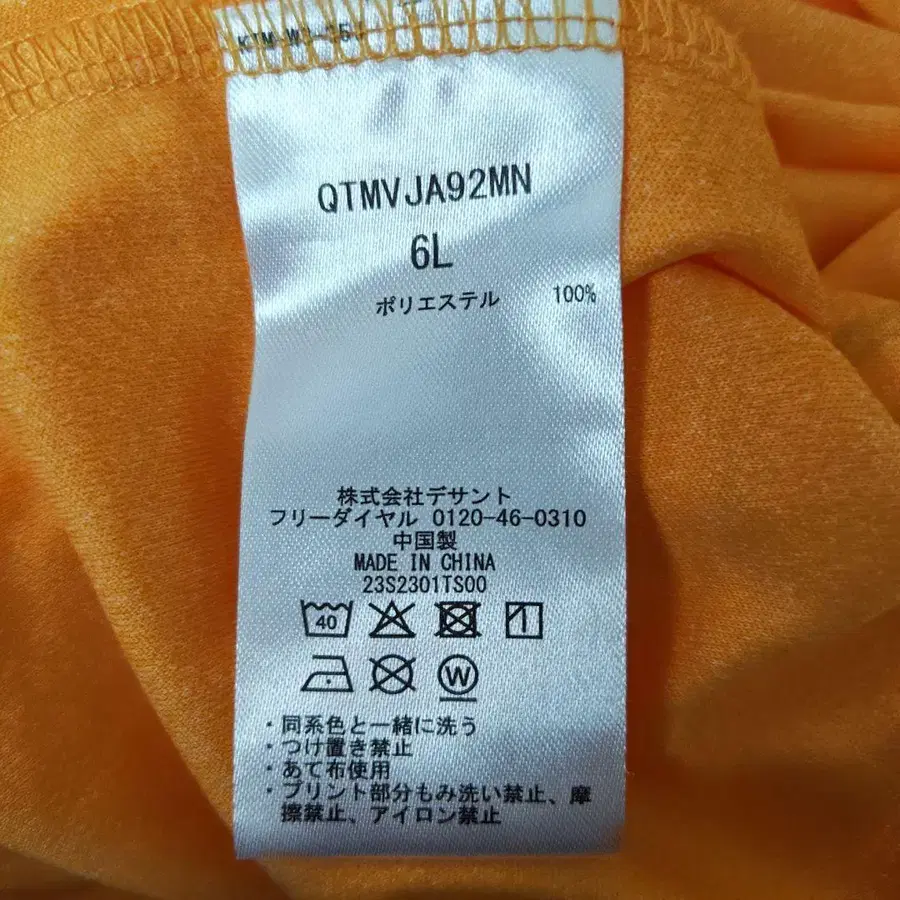 QTMVJA92MN
6L
ポリエステル 100%
株式会社デサント
フリーダイヤル 0120-46-0310
中国製
MADE IN CHINA
23S2301TS00
40
W
・同系色と一緒に洗う
・つけ置き禁止
・あて布使用
・プリント部分もみ洗い禁止、摩
擦禁止、アイロン禁止